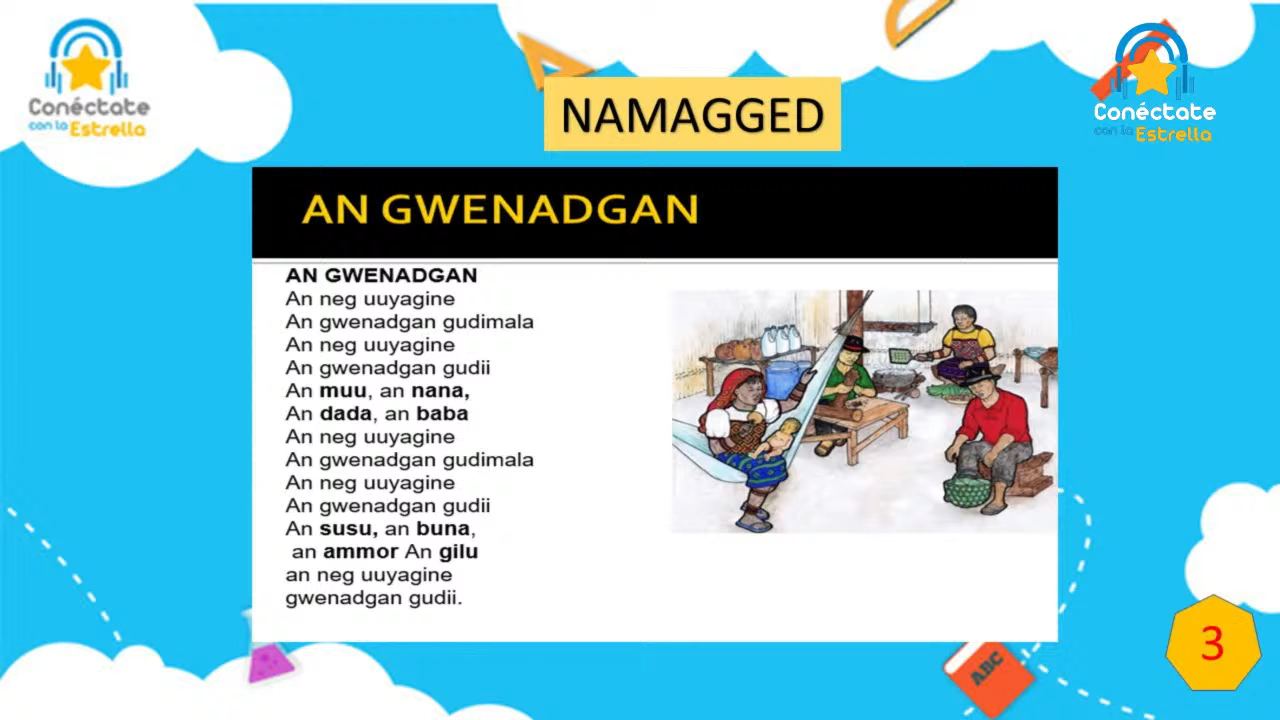 Conéctate
con la Estrella
Conéctate
con la Estrella
NAMAGGED
AN GWENADGAN
AN GWENADGAN
An neg uuyagine
An gwenadgan gudimala
An neg uuyagine
An gwenadgan gudii
An muu, an nana,
An dada, an baba
An neg uuyagine
An gwenadgan gudimala
An neg uuyagine
An gwenadgan gudii
An susu, an buna,
an ammor An gilu
an neg uuyagine
gwenadgan gudii.
ABC
3